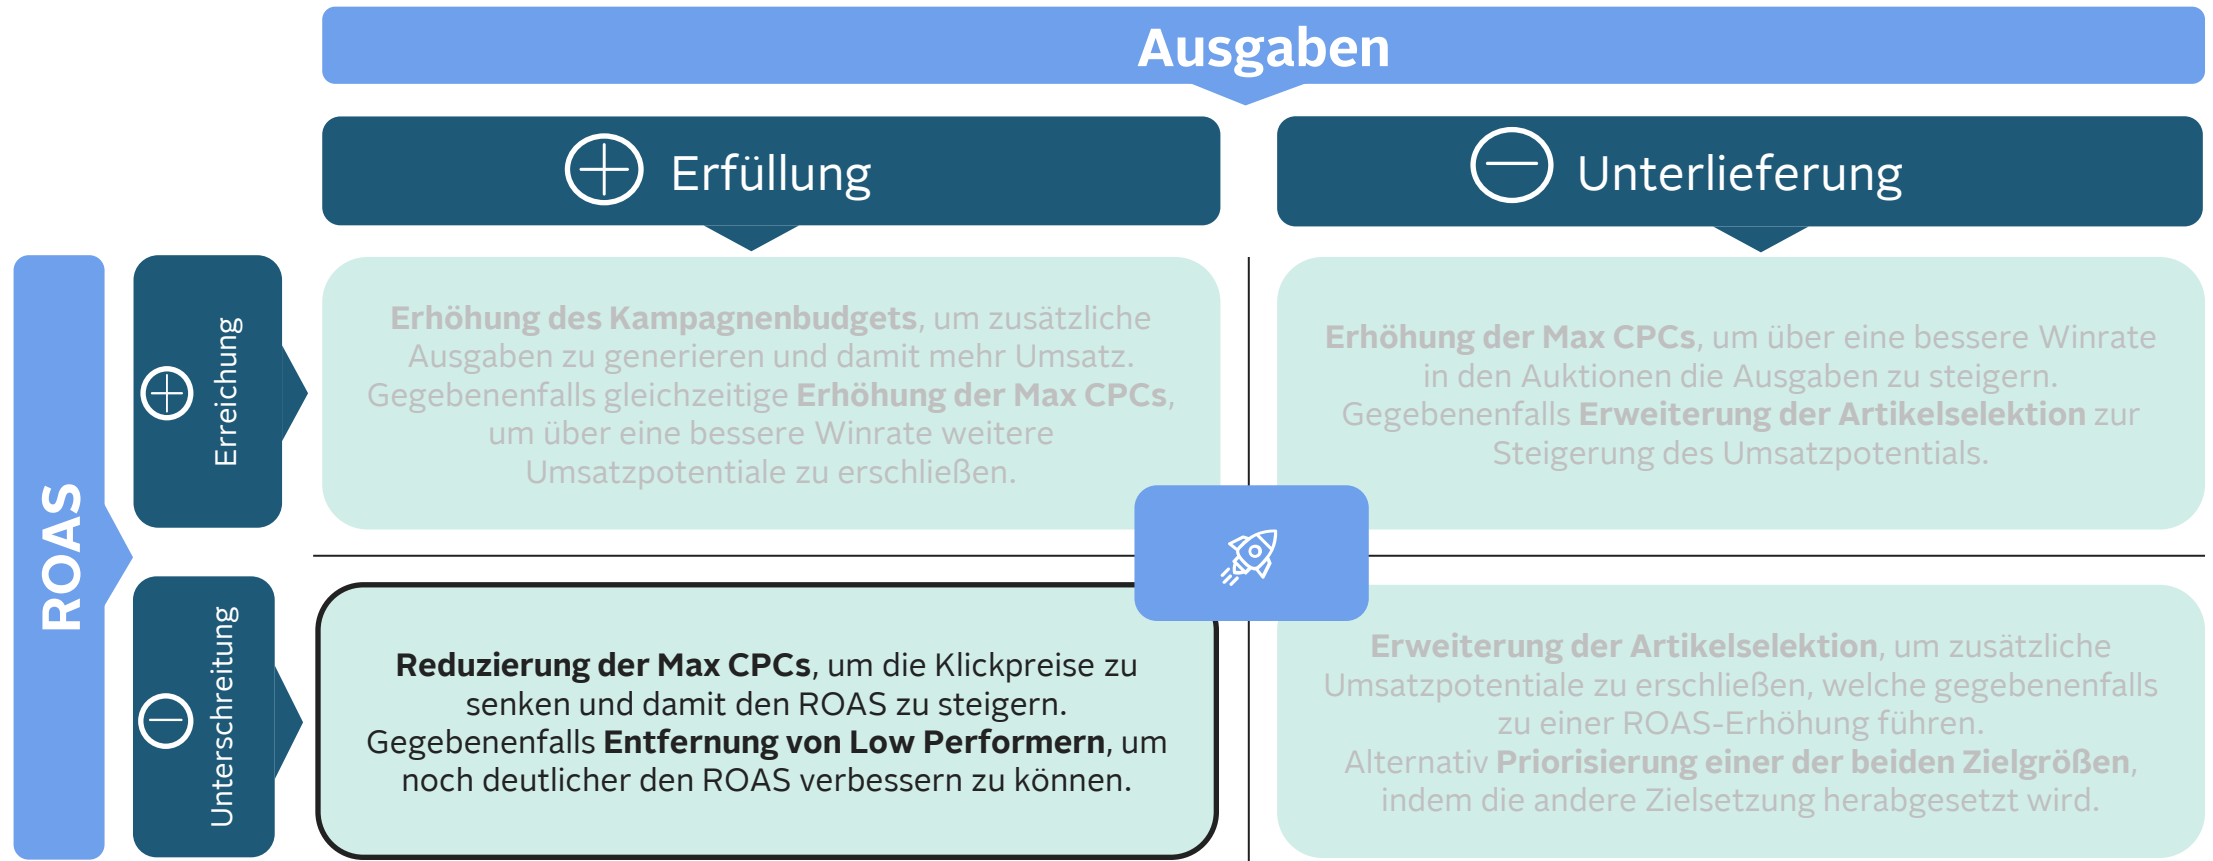 Ausgaben
Erfüllung
Unterlieferung
ROAS
Erreichung
Erhöhung des Kampagnenbudgets, um zusätzliche
Ausgaben zu generieren und damit mehr Umsatz.
Gegebenenfalls gleichzeitige Erhöhung der Max CPCs,
um über eine bessere Winrate weitere
Umsatzpotentiale zu erschließen.
Erhöhung der Max CPCs, um über eine bessere Winrate
in den Auktionen die Ausgaben zu steigern.
Gegebenenfalls Erweiterung der Artikelselektion zur
Steigerung des Umsatzpotentials.
Unterschreitung
Reduzierung der Max CPCs, um die Klickpreise zu
senken und damit den ROAS zu steigern.
Gegebenenfalls Entfernung von Low Performern, um
noch deutlicher den ROAS verbessern zu können.
Erweiterung der Artikelselektion, um zusätzliche
Umsatzpotentiale zu erschließen, welche gegebenenfalls
zu einer ROAS-Erhöhung führen.
Alternativ Priorisierung einer der beiden Zielgrößen,
indem die andere Zielsetzung herabgesetzt wird.